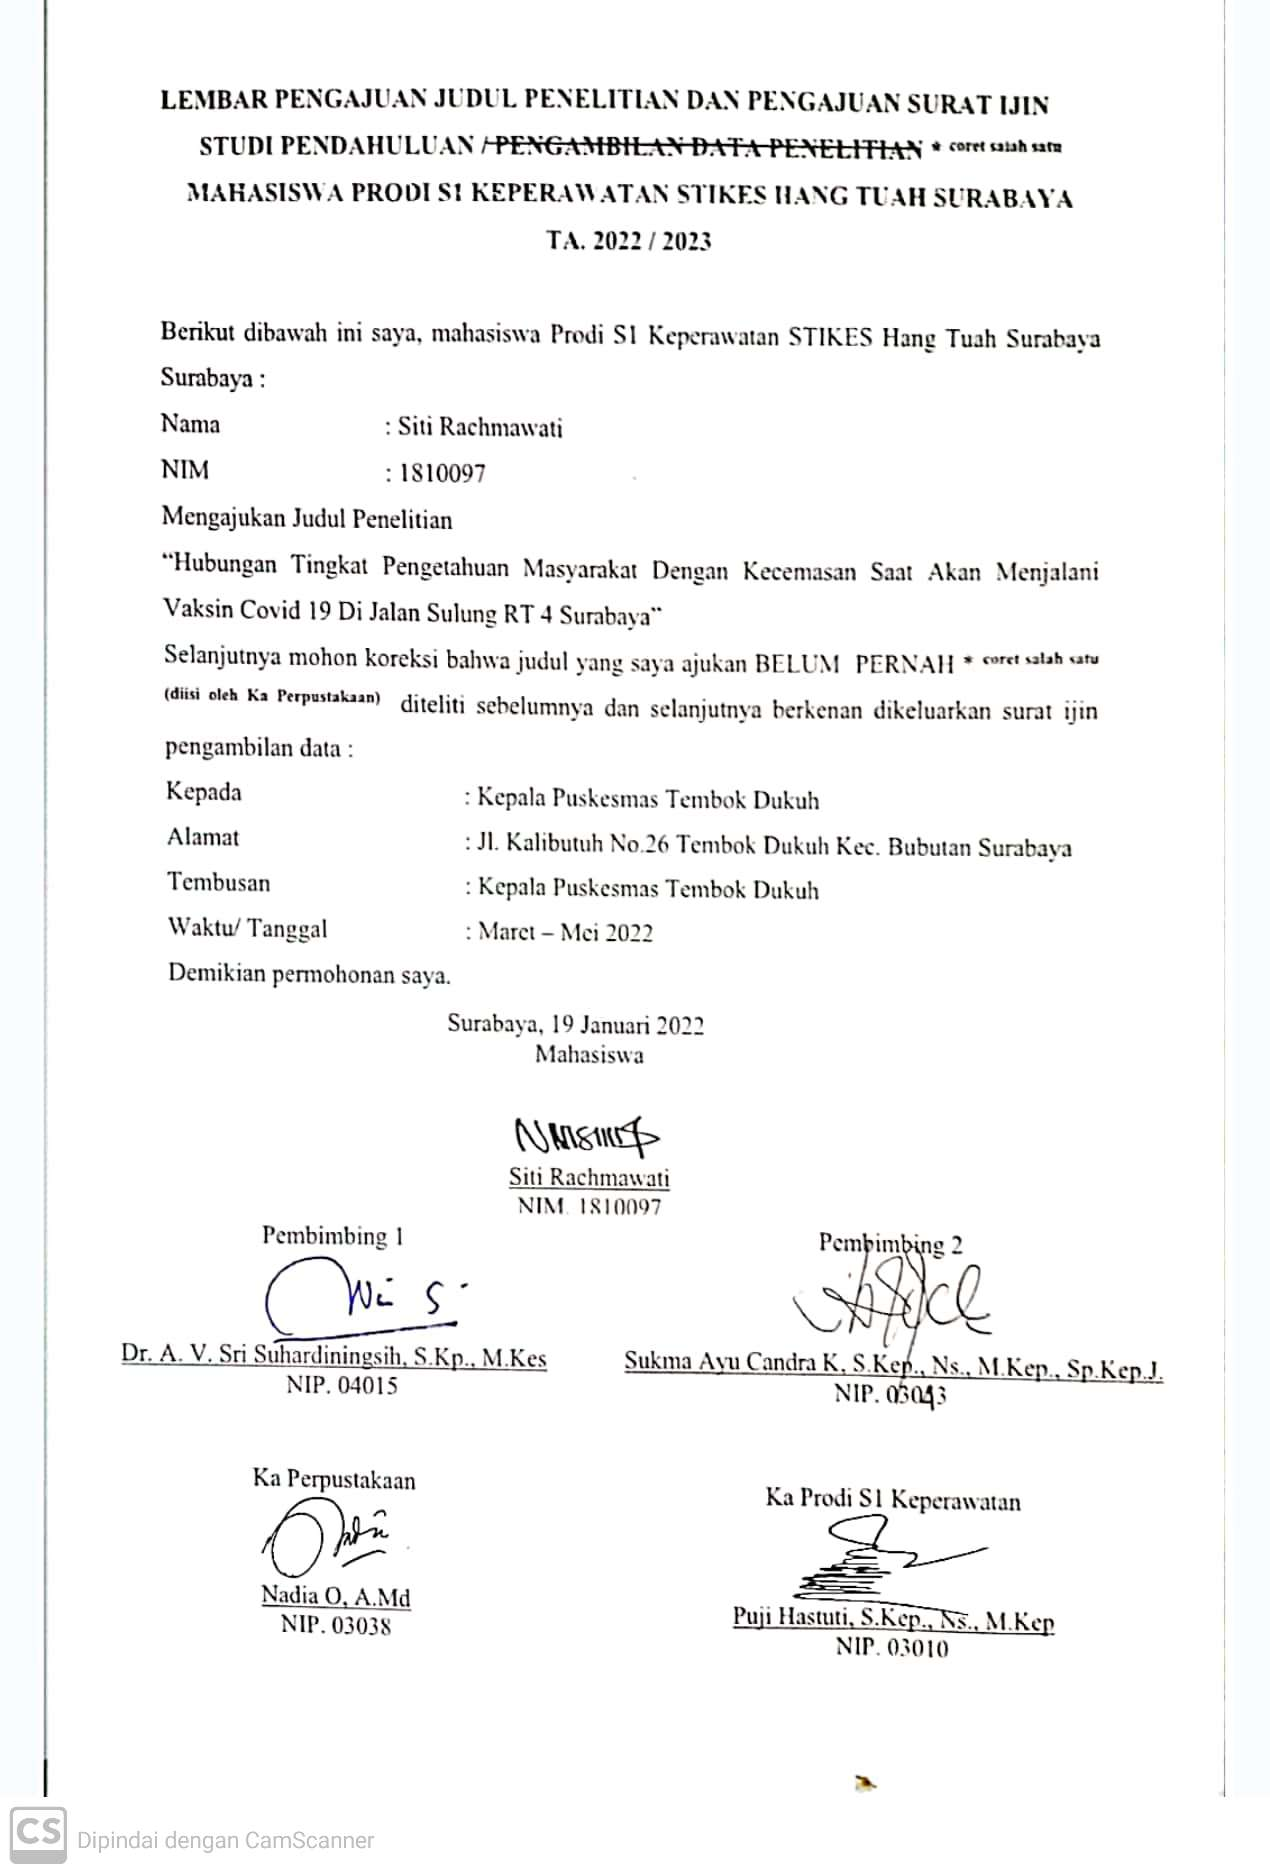 LEMBAR PENGAJUAN JUDUL PENELITIAN DAN PENGAJUAN SURAT IJIN
STUDI PENDAHULUAN / PENGAMBILAN DATA PENELITIAN * coret salah satu
MAHASISWA PRODI S1 KEPERAWATAN STIKES HANG TUAH SURABAYA
TA. 2022 / 2023
Berikut dibawah ini saya, mahasiswa Prodi S1 Keperawatan STIKES Hang Tuah Surabaya
Surabaya :
Nama : Siti Rachmawati
NIM : 1810097
Mengajukan Judul Penelitian
“Hubungan Tingkat Pengetahuan Masyarakat Dengan Kecemasan Saat Akan Menjalani
Vaksin Covid 19 Di Jalan Sulung RT 4 Surabaya”
Selanjutnya mohon koreksi bahwa judul yang saya ajukan BELUM PERNAH * coret salah satu
(diisi oleh Ka Perpustakaan) diteliti sebelumnya dan selanjutnya berkenan dikeluarkan surat ijin
pengambilan data :
Kepada : Kepala Puskesmas Tembok Dukuh
Alamat : Jl. Kalibutuh No.26 Tembok Dukuh Kec. Bubutan Surabaya
Tembusan : Kepala Puskesmas Tembok Dukuh
Waktu/ Tanggal : Maret – Mei 2022
Demikian permohonan saya.
Surabaya, 19 Januari 2022
Mahasiswa
Siti Rachmawati
NIM. 1810097
Pembimbing 1 Pembimbing 2
Dr. A. V. Sri Suhardiningsih, S.Kp., M.Kes Sukma Ayu Candra K, S.Kep., Ns., M.Kep., Sp.Kep.J.
NIP. 04015 NIP. 03043
Ka Perpustakaan Ka Prodi S1 Keperawatan
Nadia O, A.Md Puji Hastuti, S.Kep., Ns., M.Kep
NIP. 03038 NIP. 03010
CS Dipindai dengan CamScanner